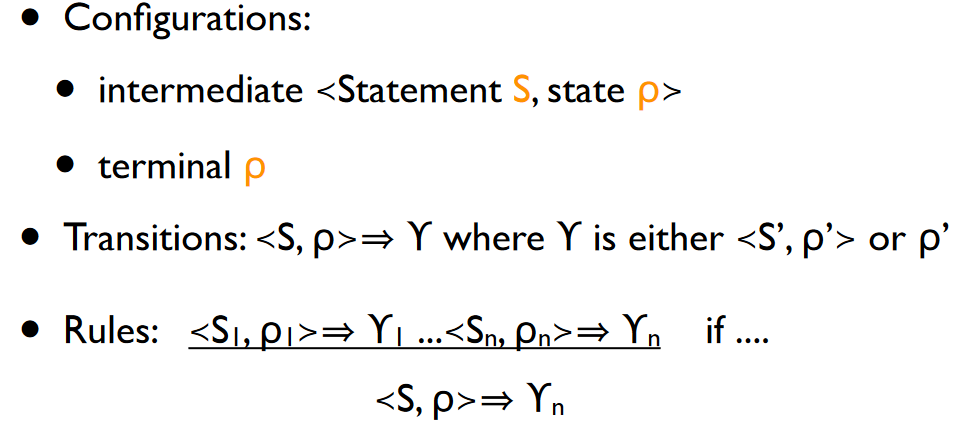 • Configurations:
• intermediate <Statement S, state ρ>
• terminal ρ
• Transitions: <S, ρ>⇒ ϒ where ϒ is either <S’, ρ’> or ρ’
• Rules: <S₁, ρ₁>⇒ ϒ₁ ...<Sₙ, ρₙ>⇒ ϒₙ if ....
<S, ρ>⇒ ϒₙ